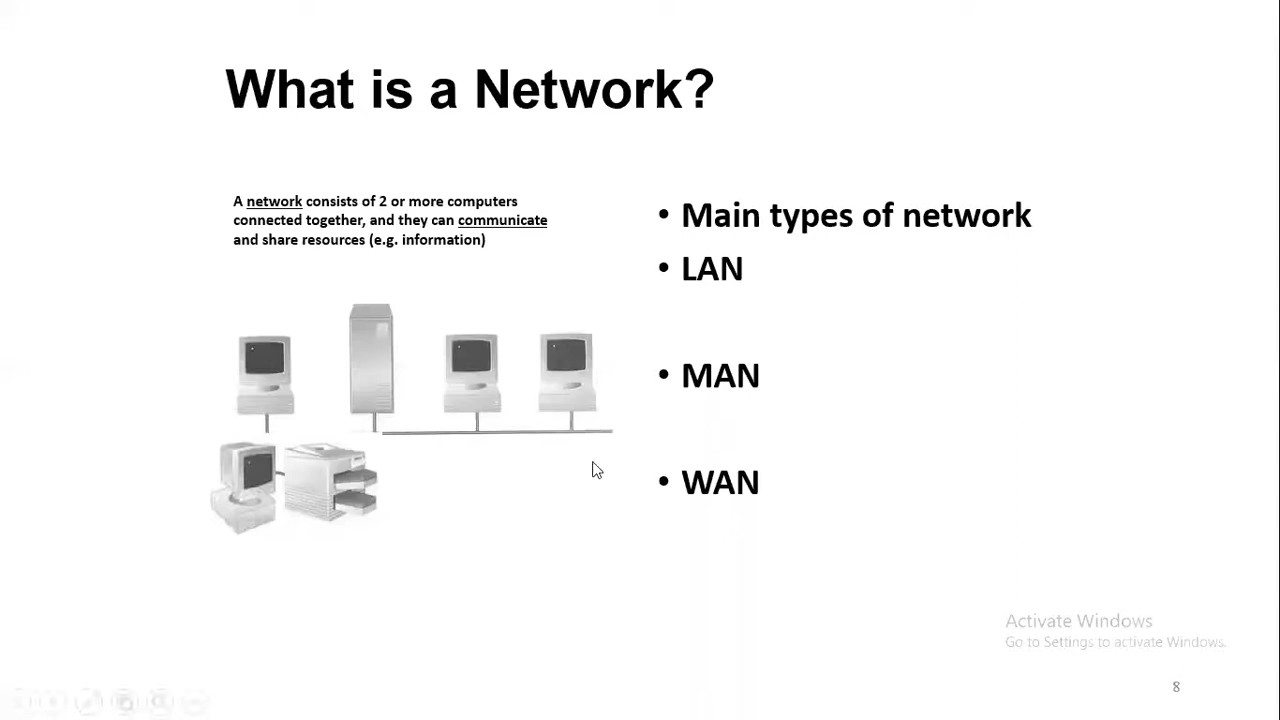 What is a Network?
A network consists of 2 or more computers
connected together, and they can communicate
and share resources (e.g. information)
• Main types of network
• LAN
• MAN
• WAN
Activate Windows
Go to Settings to activate Windows.
8